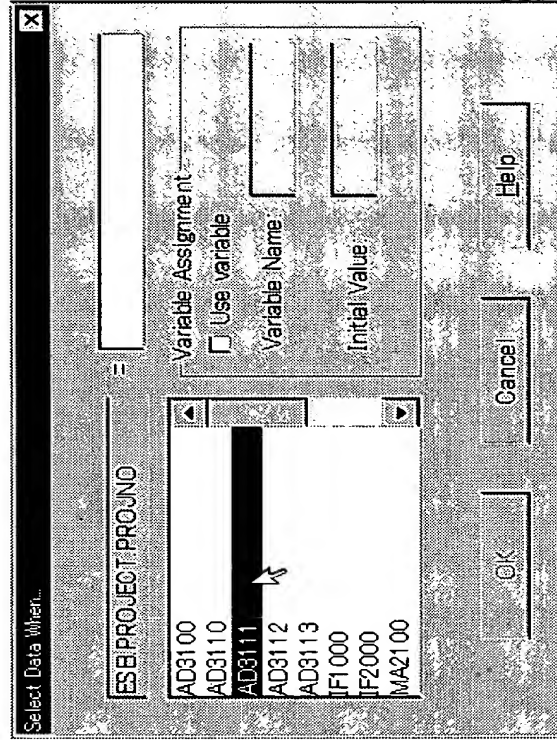 Select Data When...
ESB.PROJECT.PROJNO =
AD3100
AD3110
AD3111
AD3112
AD3113
IF1000
IF2000
MA2100
Variable Assignment
Use variable
Variable Name:
Initial Value:
OK
Cancel
Help